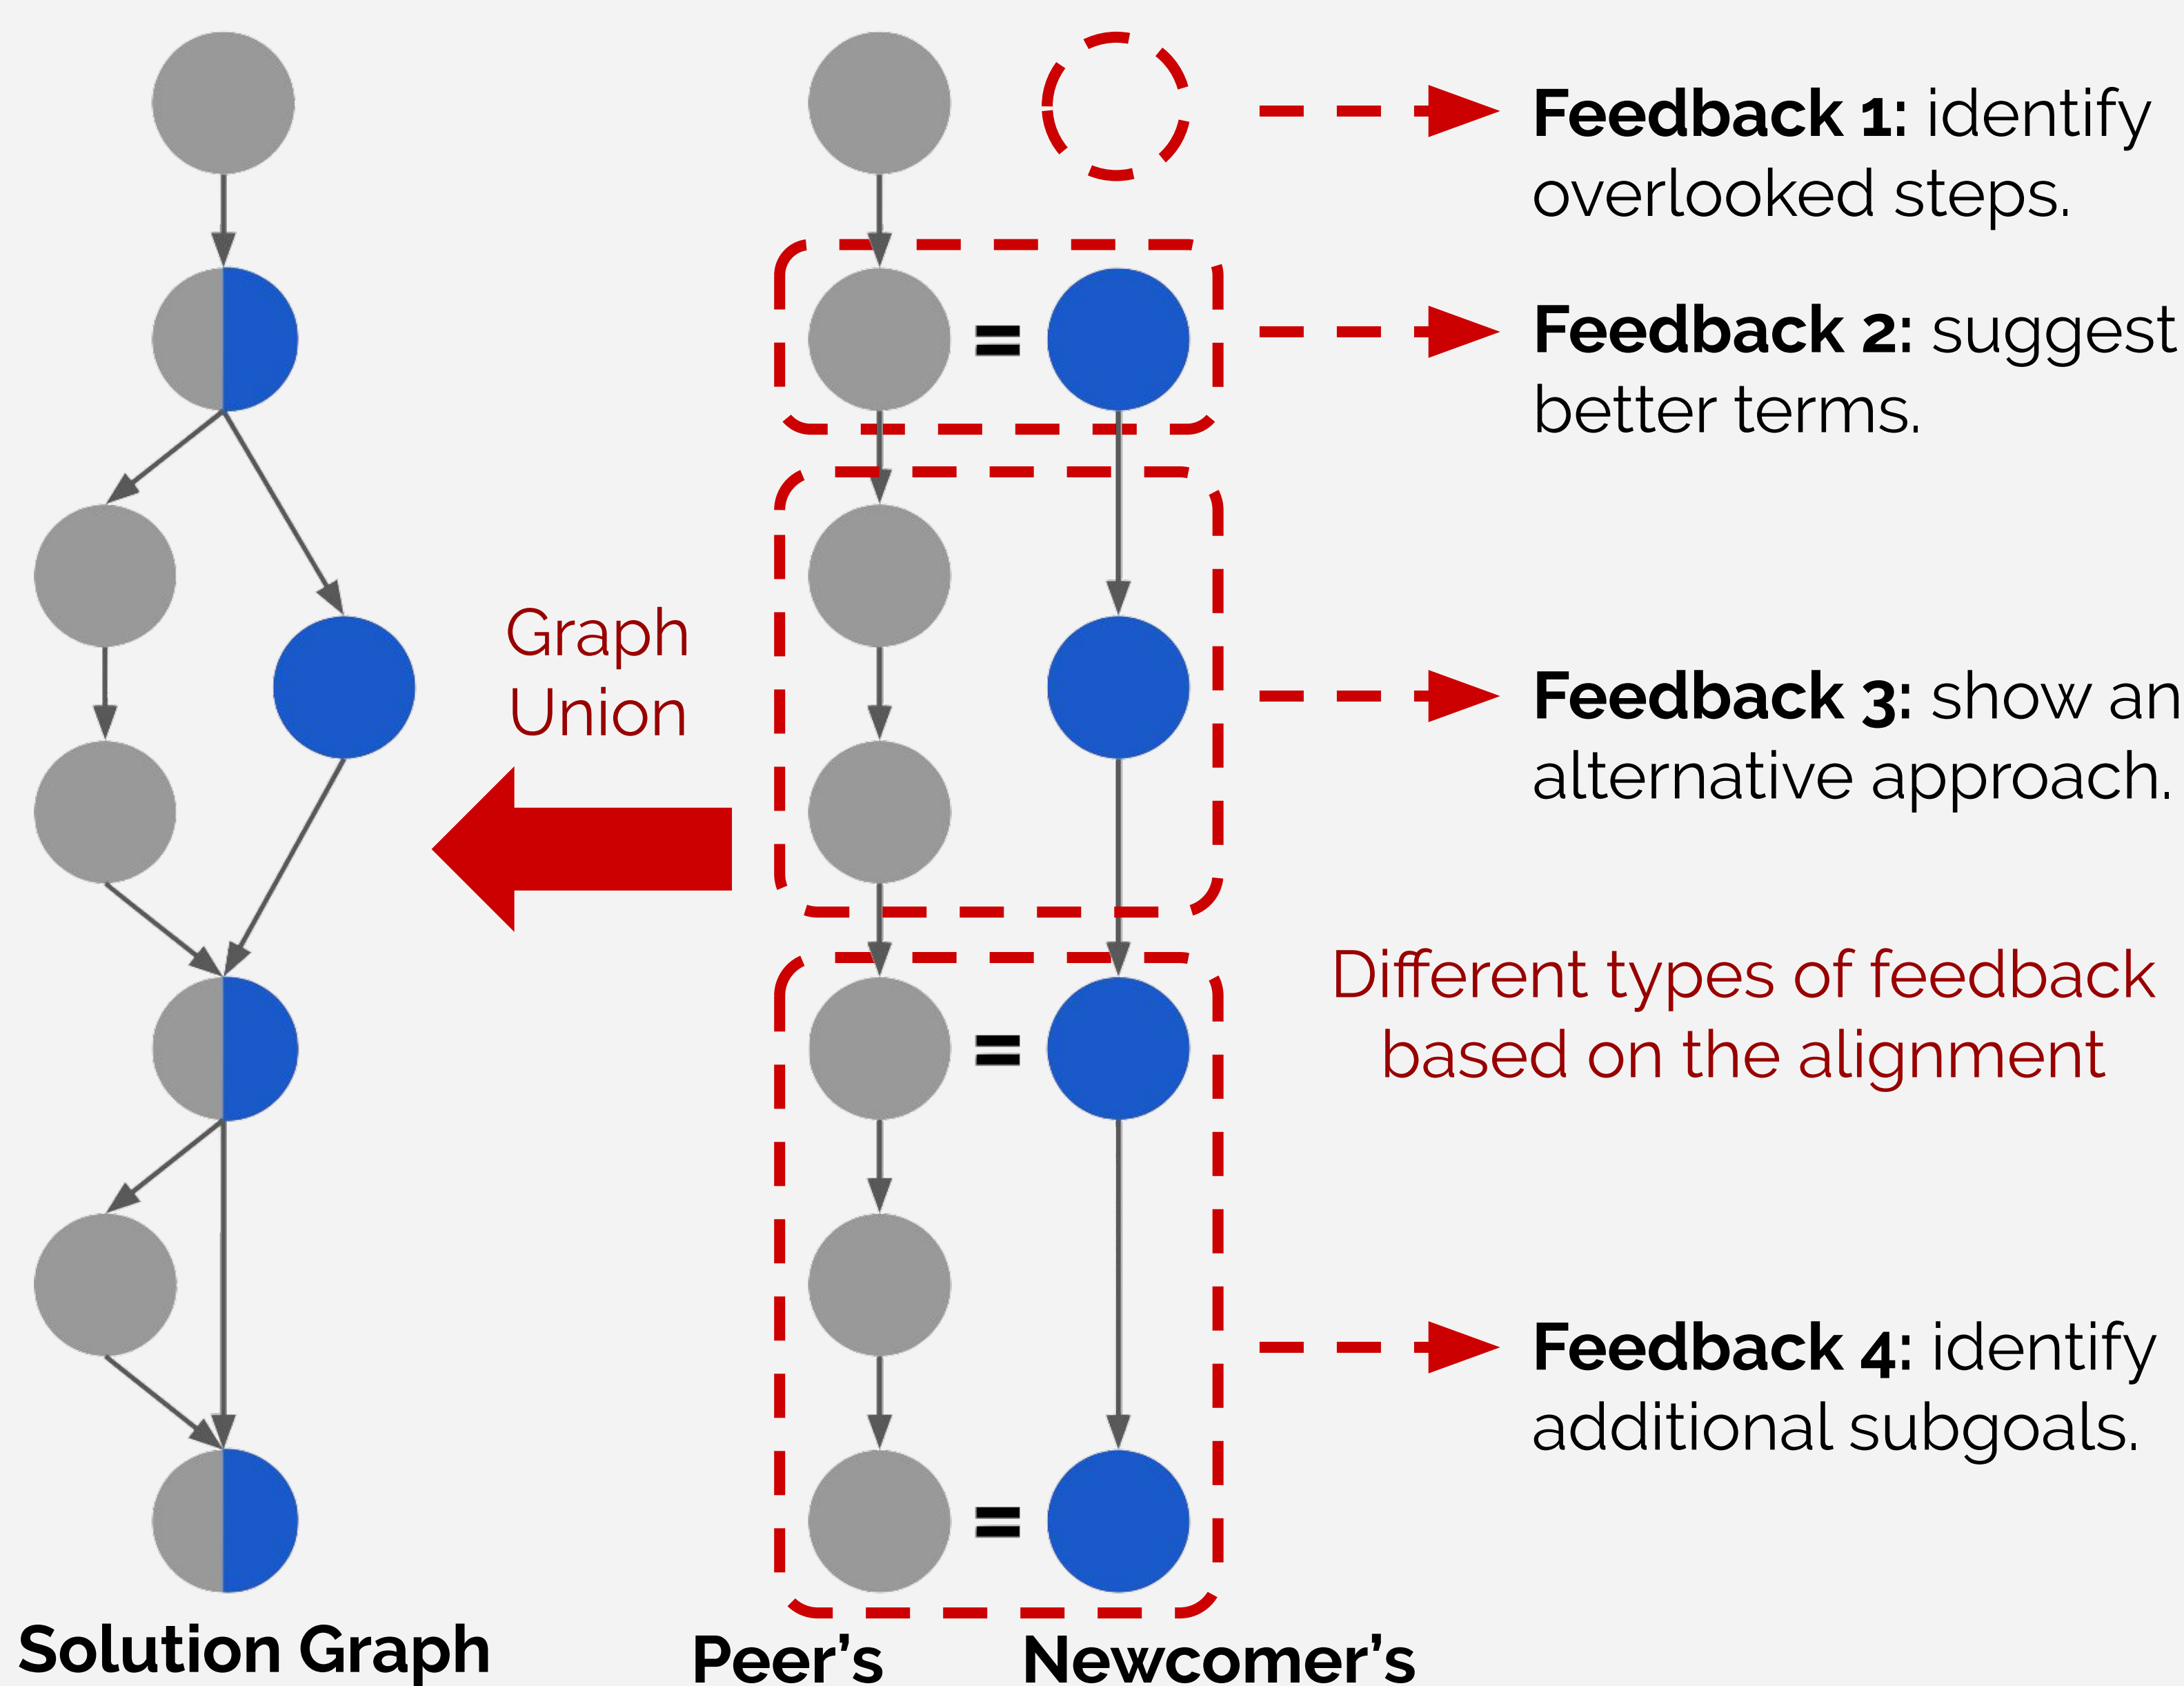 Feedback 1: identify
overlooked steps.
=
Feedback 2: suggest
better terms.
Graph
Union
Feedback 3: show an
alternative approach.
Different types of feedback
based on the alignment
=
Feedback 4: identify
additional subgoals.
=
Solution Graph
Peer’s
Newcomer’s